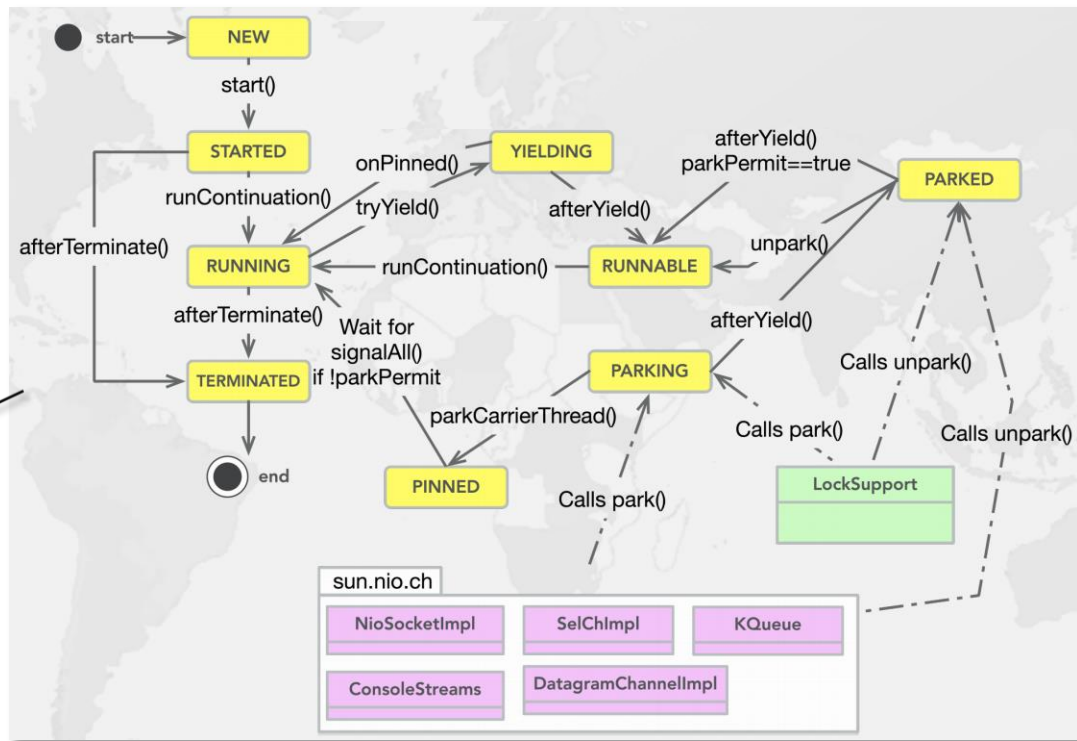 start
NEW
start()
STARTED
onPinned()
YIELDING
afterYield()
parkPermit==true
PARKED
runContinuation()
tryYield()
afterYield()
afterTerminate()
unpark()
RUNNING
runContinuation()
RUNNABLE
afterTerminate()
Wait for
signalAll()
if !parkPermit
afterYield()
TERMINATED
PARKING
Calls unpark()
parkCarrierThread()
Calls park()
Calls unpark()
end
PINNED
LockSupport
Calls park()
sun.nio.ch
NioSocketImpl
SelChImpl
KQueue
ConsoleStreams
DatagramChannelImpl